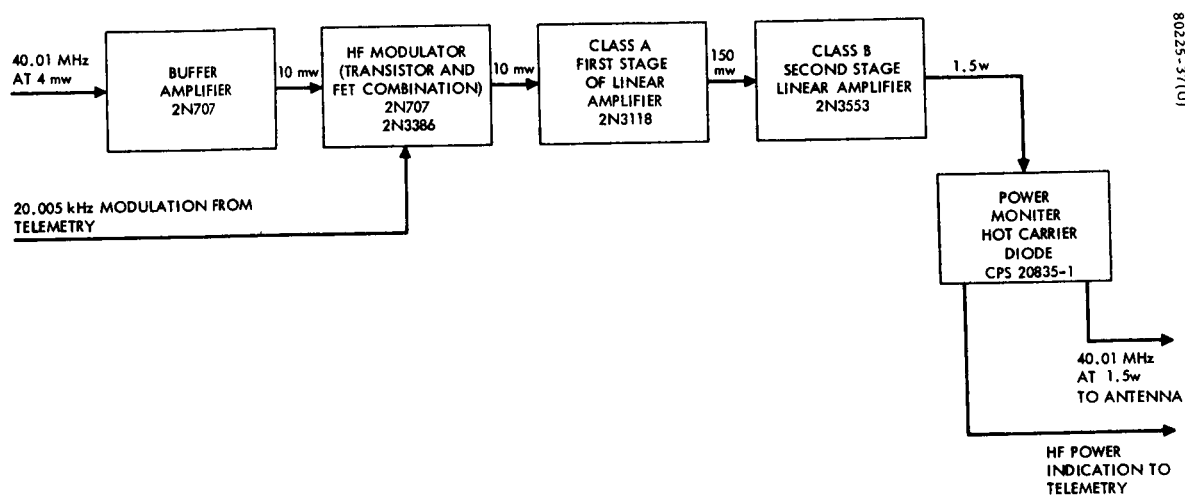 40.01 MHz
AT 4 mw
BUFFER
AMPLIFIER
2N707
10 mw
HF MODULATOR
(TRANSISTOR AND
FET COMBINATION)
2N707
2N3386
10 mw
CLASS A
FIRST STAGE
OF LINEAR
AMPLIFIER
2N3118
150
mw
CLASS B
SECOND STAGE
LINEAR AMPLIFIER
2N3553
1.5w
80225-37(U)
20.005 kHz MODULATION FROM
TELEMETRY
POWER
MONITER
HOT CARRIER
DIODE
CPS 20835-1
40.01 MHz
AT 1.5w
TO ANTENNA
HF POWER
INDICATION TO
TELEMETRY